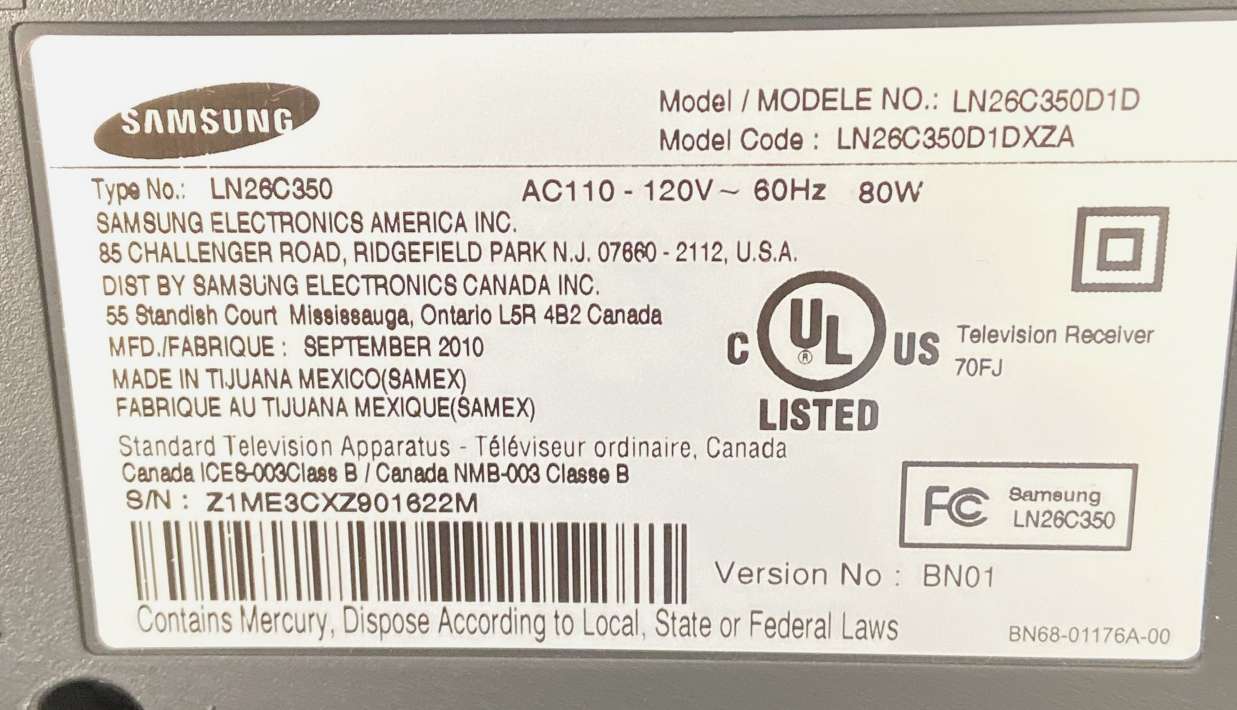 SAMSUNG
Model / MODELE NO.: LN26C350D1D
Model Code : LN26C350D1DXZA
Type No.: LN26C350 AC110 - 120V ~ 60Hz 80W
SAMSUNG ELECTRONICS AMERICA INC.
85 CHALLENGER ROAD, RIDGEFIELD PARK N.J. 07660 - 2112, U.S.A.
DIST BY SAMSUNG ELECTRONICS CANADA INC.
55 Standish Court Mississauga, Ontario L5R 4B2 Canada
MFD./FABRIQUE : SEPTEMBER 2010
MADE IN TIJUANA MEXICO(SAMEX)
FABRIQUE AU TIJUANA MEXIQUE(SAMEX)
C UL ® US
LISTED
Television Receiver
70FJ
Standard Television Apparatus - Téléviseur ordinaire, Canada
Canada ICES-003Class B / Canada NMB-003 Classe B
S/N : Z1ME3CXZ901622M
FC Samsung
LN26C350
Version No : BN01
Contains Mercury, Dispose According to Local, State or Federal Laws
BN68-01176A-00